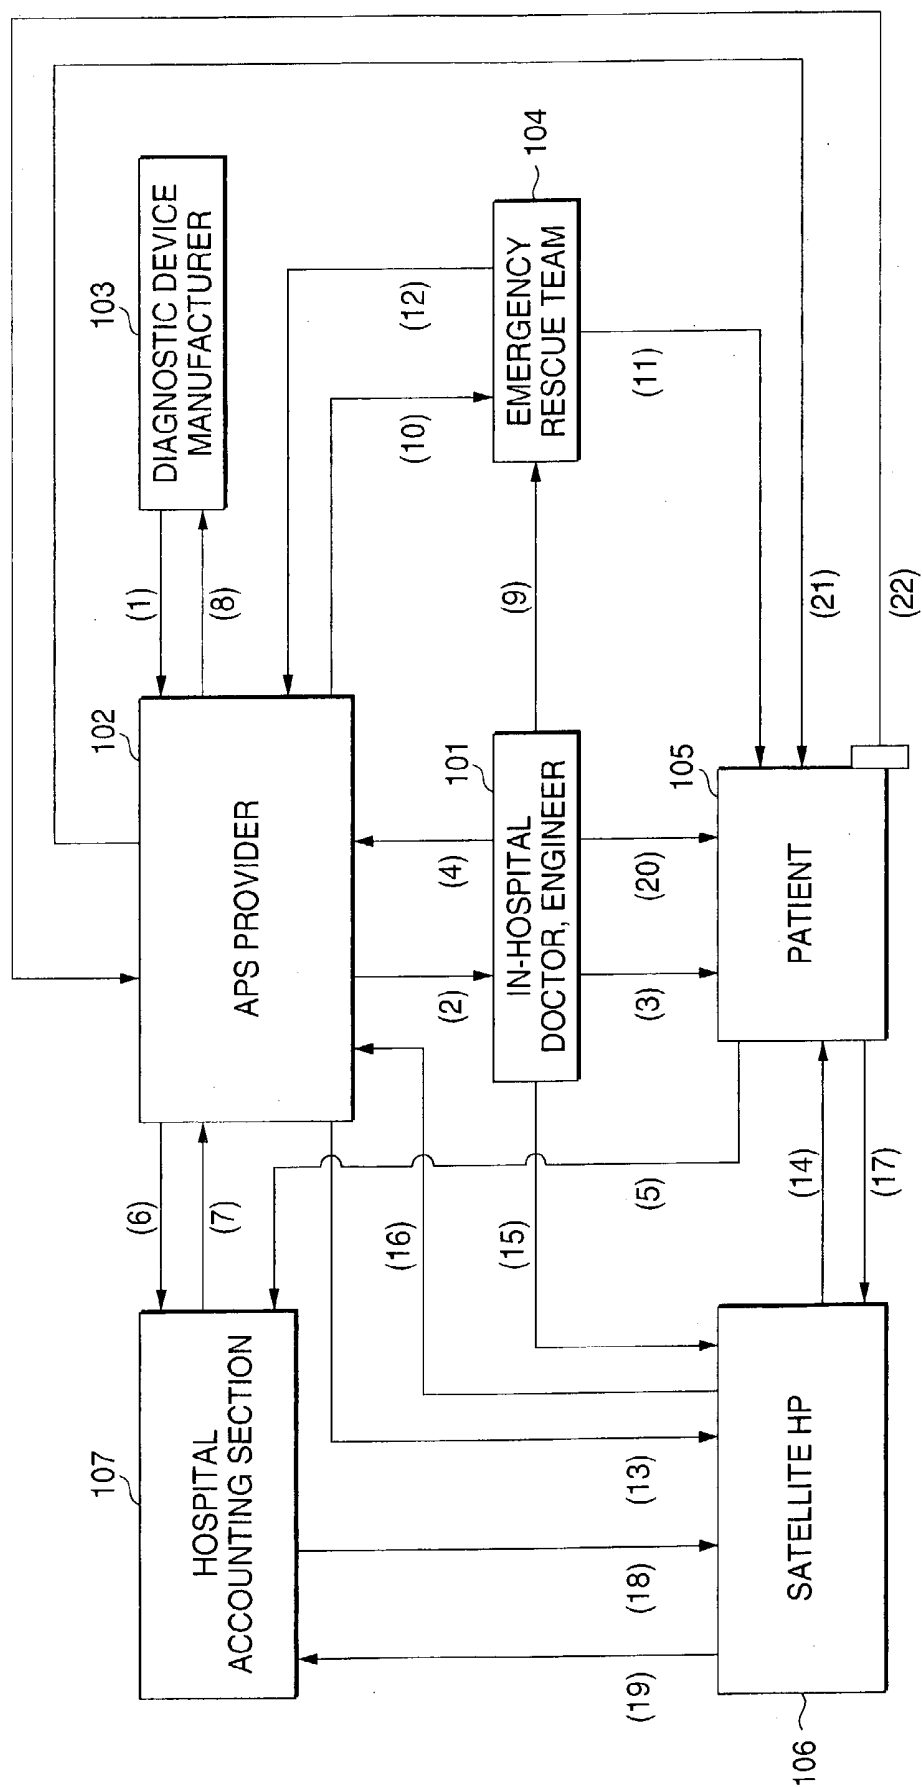 103
DIAGNOSTIC DEVICE
MANUFACTURER
104
EMERGENCY
RESCUE TEAM
(1)
(8)
(12)
(10)
(11)
(9)
(21)
(22)
102
APS PROVIDER
101
IN-HOSPITAL
DOCTOR, ENGINEER
105
PATIENT
(4)
(2)
(20)
(3)
(6)
(7)
(16)
(15)
(5)
(14)
(17)
107
HOSPITAL
ACCOUNTING SECTION
(13)
(18)
(19)
SATELLITE HP
106